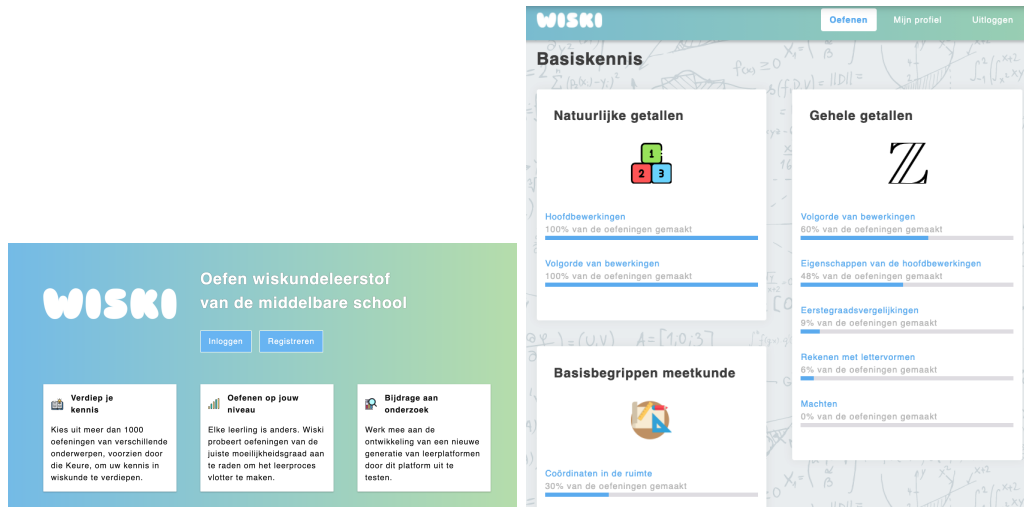 WISKI
Oefen wiskundeleerstof
van de middelbare school
Inloggen
Registreren
Verdiep je
kennis
Kies uit meer dan 1000
oefeningen van verschillende
onderwerpen, voorzien door
die Keure, om uw kennis in
wiskunde te verdiepen.
Oefenen op jouw
niveau
Elke leerling is anders. Wiski
probeert oefeningen van de
juiste moeilijkheidsgraad aan
te raden om het leerproces
vlotter te maken.
Bijdrage aan
onderzoek
Werk mee aan de
ontwikkeling van een nieuwe
generatie van leerplatformen
door dit platform uit te
testen.
WISKI
Oefenen
Mijn profiel
Uitloggen
Basiskennis
Natuurlijke getallen
1
2 3
Hoofdbewerkingen
100% van de oefeningen gemaakt
Volgorde van bewerkingen
100% van de oefeningen gemaakt
Basisbegrippen meetkunde
Coördinaten in de ruimte
30% van de oefeningen gemaakt
Gehele getallen
ℤ
Volgorde van bewerkingen
60% van de oefeningen gemaakt
Eigenschappen van de hoofdbewerkingen
48% van de oefeningen gemaakt
Eerstegraadsvergelijkingen
9% van de oefeningen gemaakt
Rekenen met lettervormen
6% van de oefeningen gemaakt
Machten
0% van de oefeningen gemaakt